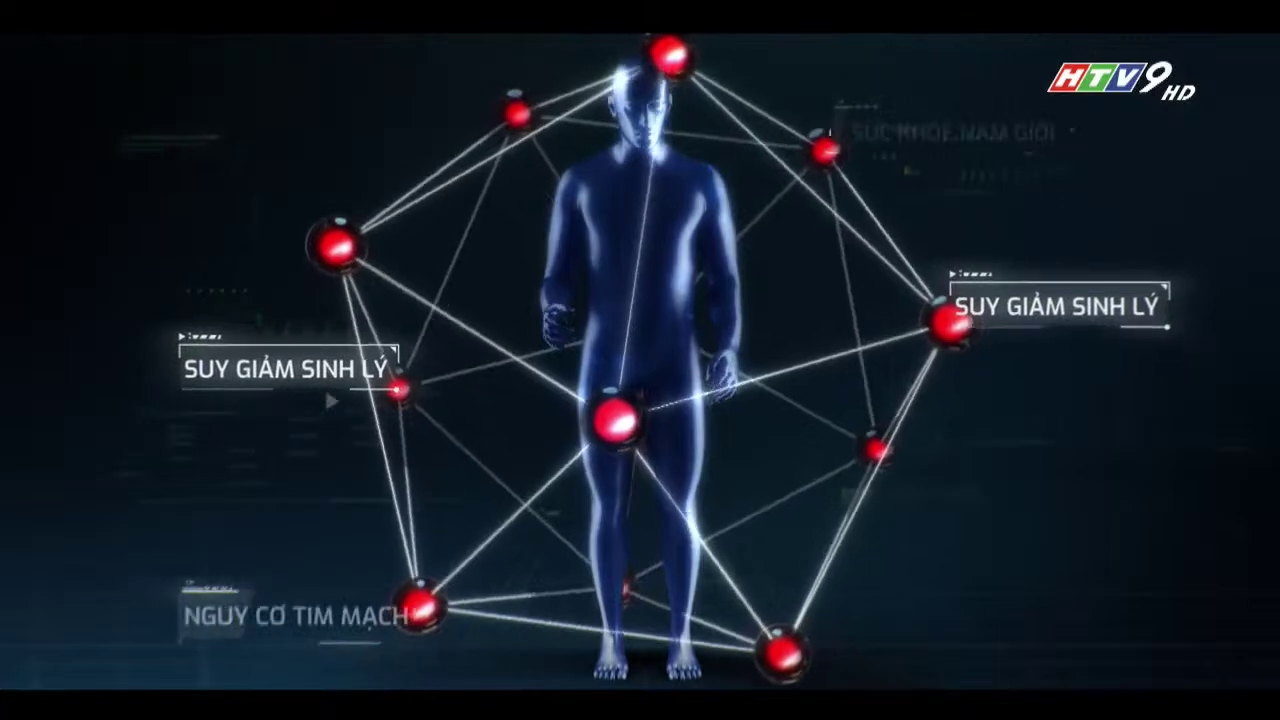 HTV9 HD
SỨC KHỎE NAM GIỚI
SUY GIẢM SINH LÝ
SUY GIẢM SINH LÝ
NGUY CƠ TIM MẠCH